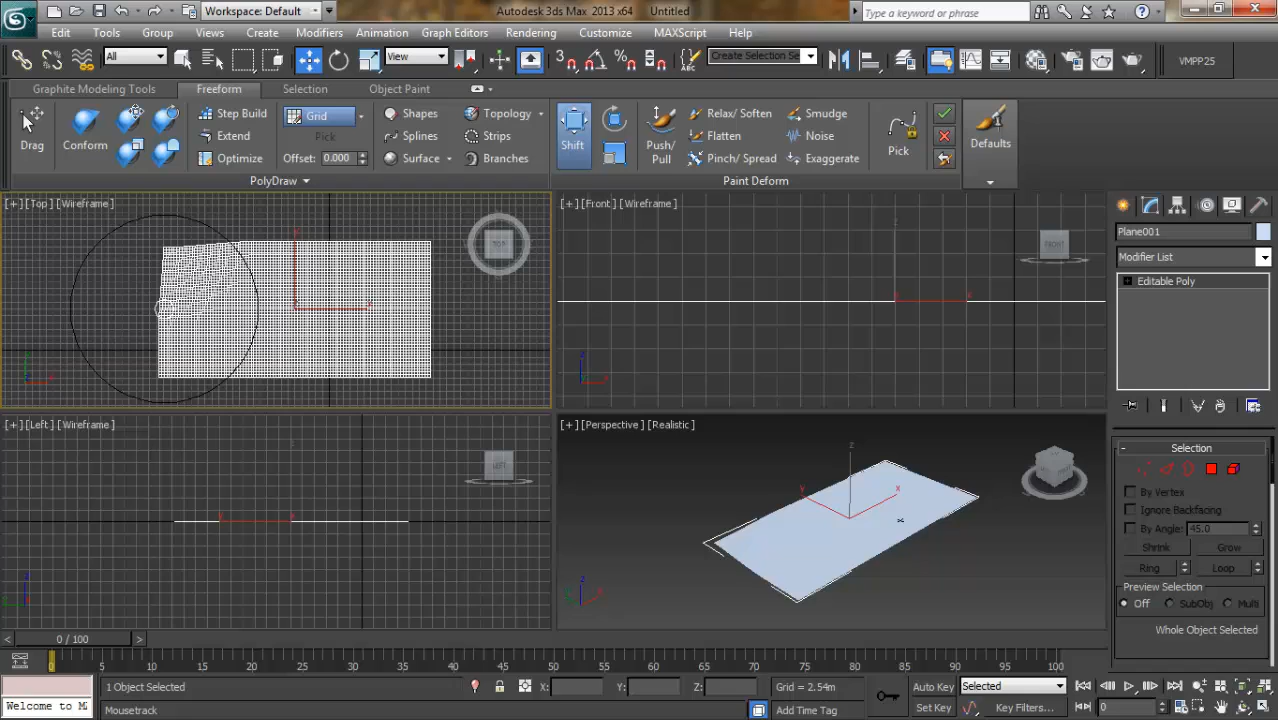 Workspace: Default
Autodesk 3ds Max 2013 x64 Untitled
Type a keyword or phrase
Edit Tools Group Views Create Modifiers Animation Graph Editors Rendering Customize MAXScript Help
All
View
3
Create Selection Se
VMPP25
Graphite Modeling Tools Freeform Selection Object Paint
Drag
Conform
Step Build
Extend
Optimize
Grid
Pick
Offset: 0.000
Shapes
Splines
Surface
Topology
Strips
Branches
PolyDraw
Shift
Push/
Pull
Relax/ Soften
Flatten
Pinch/ Spread
Smudge
Noise
Exaggerate
Pick
Paint Deform
Defaults
[+] [Top] [Wireframe]
TOP
[+] [Front] [Wireframe]
FRONT
[+] [Left] [Wireframe]
LEFT
[+] [Perspective] [Realistic]
Plane001
Modifier List
Editable Poly
Selection
By Vertex
Ignore Backfacing
By Angle: 45.0
Shrink Grow
Ring Loop
Preview Selection
Off SubObj Multi
Whole Object Selected
0 / 100
0 5 10 15 20 25 30 35 40 45 50 55 60 65 70 75 80 85 90 95 100
1 Object Selected
X: Y: Z:
Grid = 2.54m
Auto Key Selected
Welcome to M
Mousetrack
Add Time Tag
Set Key Key Filters...
0